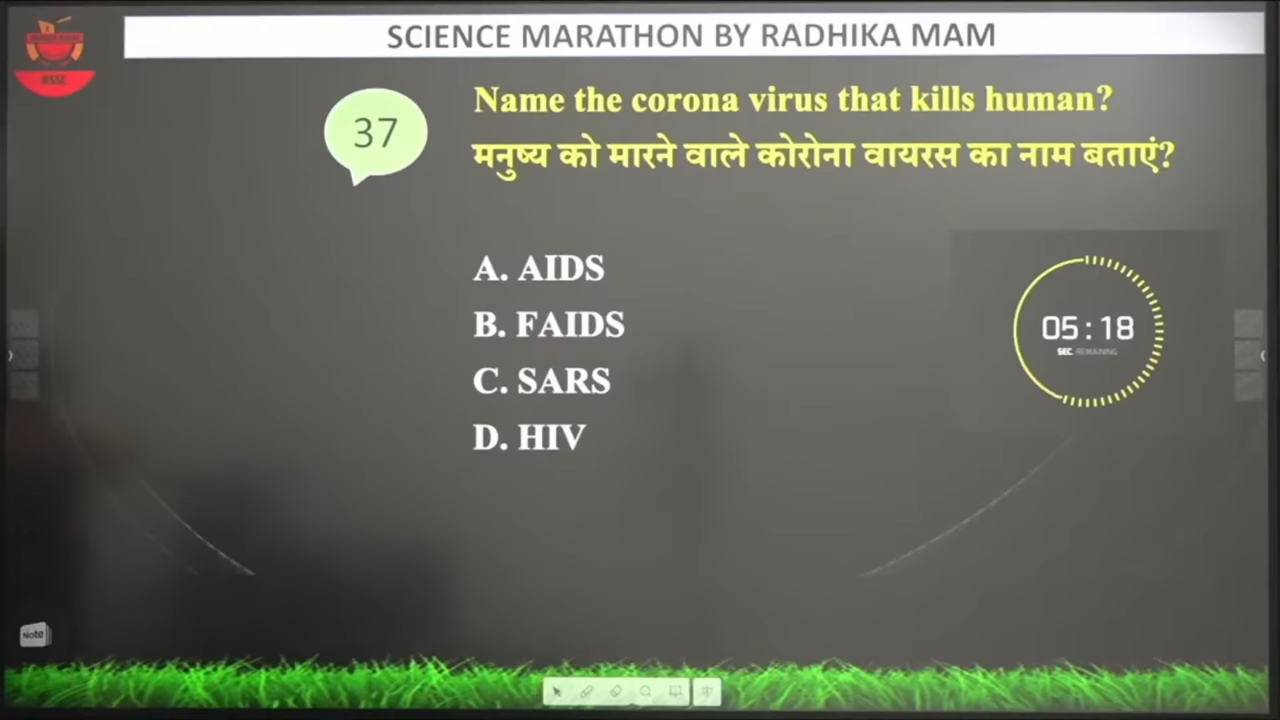 SCIENCE MARATHON BY RADHIKA MAM
37
Name the corona virus that kills human?
मनुष्य को मारने वाले कोरोना वायरस का नाम बताएं?
A. AIDS
B. FAIDS
C. SARS
D. HIV
05:18
SEC. REMAINING
Note